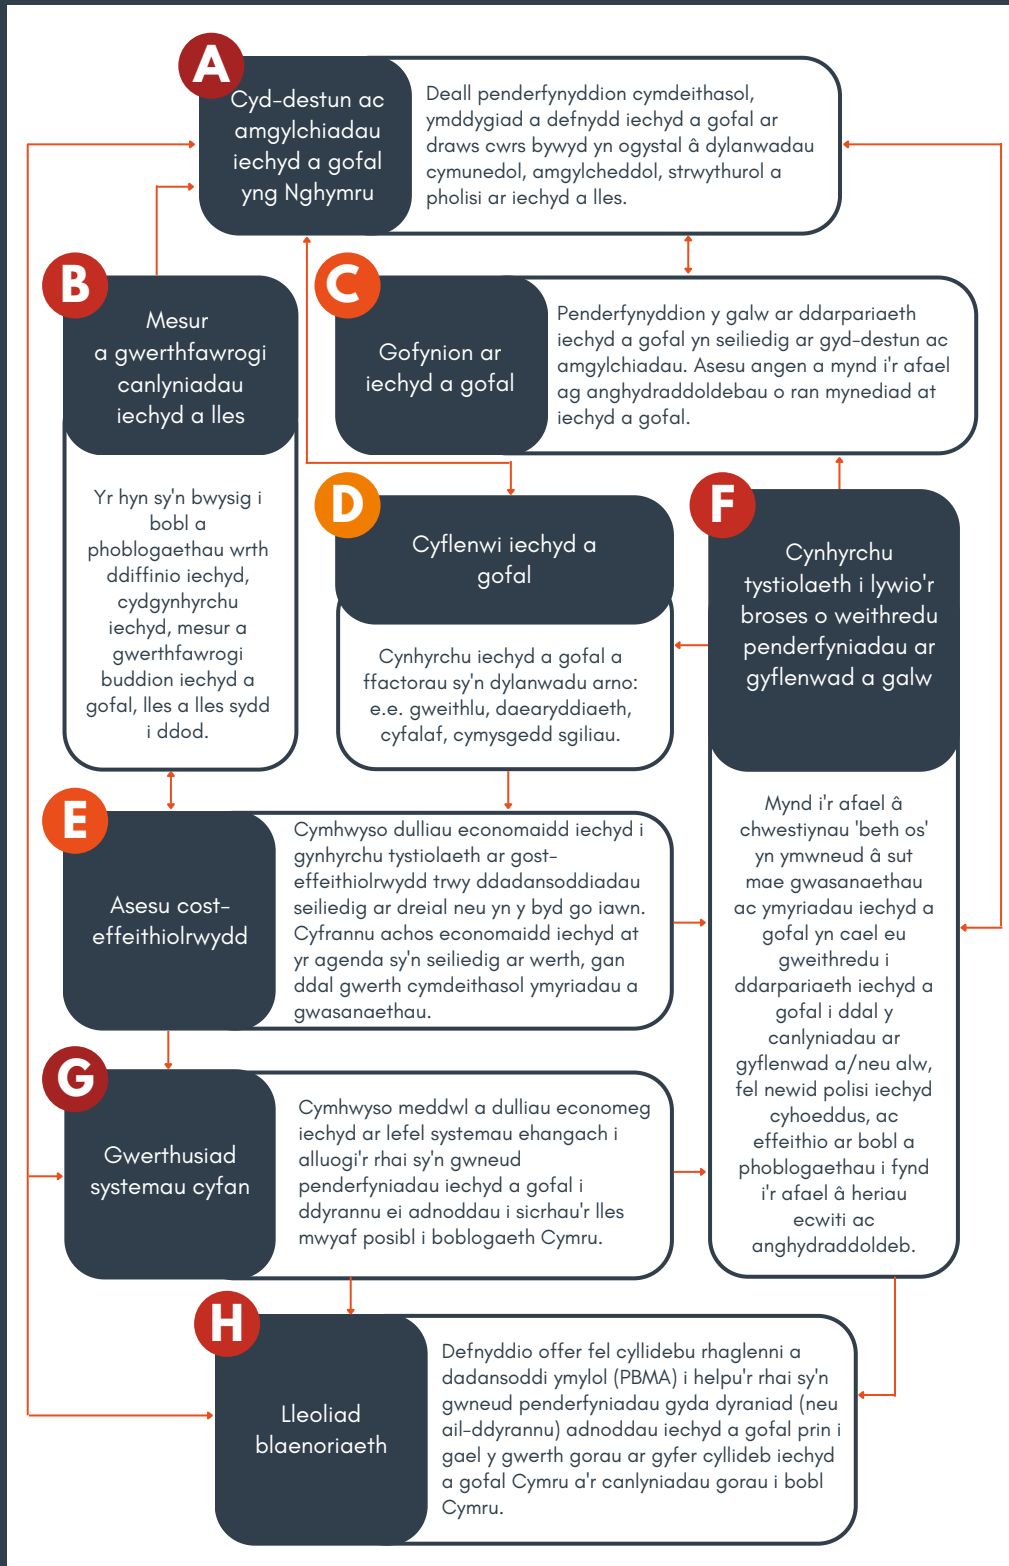 A
Cyd-destun ac
amgylchiadau
iechyd a gofal
yng Nghymru
Deall penderfynyddion cymdeithasol,
ymddygiad a defnydd iechyd a gofal ar
draws cwrs bywyd yn ogystal â dylanwadau
cymunedol, amgylcheddol, strwythurol a
pholisi ar iechyd a lles.
B
Mesur
a gwerthfawrogi
canlyniadau
iechyd a lles
Yr hyn sy'n bwysig i
bobl a
phoblogaethau wrth
ddiffinio iechyd,
cydgynhyrchu
iechyd, mesur a
gwerthfawrogi
buddion iechyd a
gofal, lles a lles sydd
i ddod.
C
Gofynion ar
iechyd a gofal
Penderfynyddion y galw ar ddarpariaeth
iechyd a gofal yn seiliedig ar gyd-destun ac
amgylchiadau. Asesu angen a mynd i'r afael
ag anghydraddoldebau o ran mynediad at
iechyd a gofal.
D
Cyflenwi iechyd a
gofal
Cynhyrchu iechyd a gofal a
ffactorau sy'n dylanwadu arno:
e.e. gweithlu, daearyddiaeth,
cyfalaf, cymysgedd sgiliau.
F
Cynhyrchu
tystiolaeth i lywio'r
broses o weithredu
penderfyniadau ar
gyflenwad a galw
Mynd i'r afael â
chwestiynau 'beth os'
yn ymwneud â sut
mae gwasanaethau
ac ymyriadau iechyd a
gofal yn cael eu
gweithredu i
ddarpariaeth iechyd a
gofal i ddal y
canlyniadau ar
gyflenwad a/neu alw,
fel newid polisi iechyd
cyhoeddus, ac
effeithio ar bobl a
phoblogaethau i fynd
i'r afael â heriau
ecwiti ac
anghydraddoldeb.
E
Asesu cost-
effeithiolrwydd
Cymhwyso dulliau economaidd iechyd i
gynhyrchu tystiolaeth ar gost-
effeithiolrwydd trwy ddadansoddiadau
seiliedig ar dreial neu yn y byd go iawn.
Cyfrannu achos economaidd iechyd at
yr agenda sy'n seiliedig ar werth, gan
ddal gwerth cymdeithasol ymyriadau a
gwasanaethau.
G
Gwerthusiad
systemau cyfan
Cymhwyso meddwl a dulliau economeg
iechyd ar lefel systemau ehangach i
alluogi'r rhai sy'n gwneud
penderfyniadau iechyd a gofal i
ddyrannu ei adnoddau i sicrhau'r lles
mwyaf posibl i boblogaeth Cymru.
H
Lleoliad
blaenoriaeth
Defnyddio offer fel cyllidebu rhaglenni a
dadansoddi ymylol (PBMA) i helpu'r rhai sy'n
gwneud penderfyniadau gyda dyraniad (neu
ail-ddyrannu) adnoddau iechyd a gofal prin i
gael y gwerth gorau ar gyfer cyllideb iechyd
a gofal Cymru a'r canlyniadau gorau i bobl
Cymru.